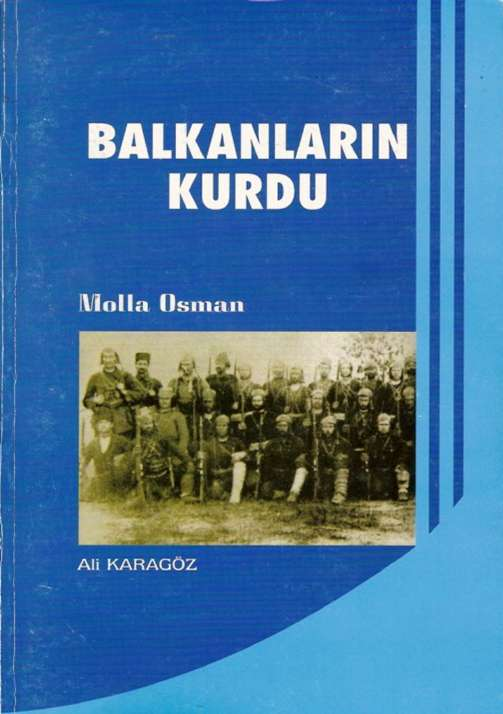 BALKANLARIN
KURDU
Molla Osman
Ali KARAGÖZ